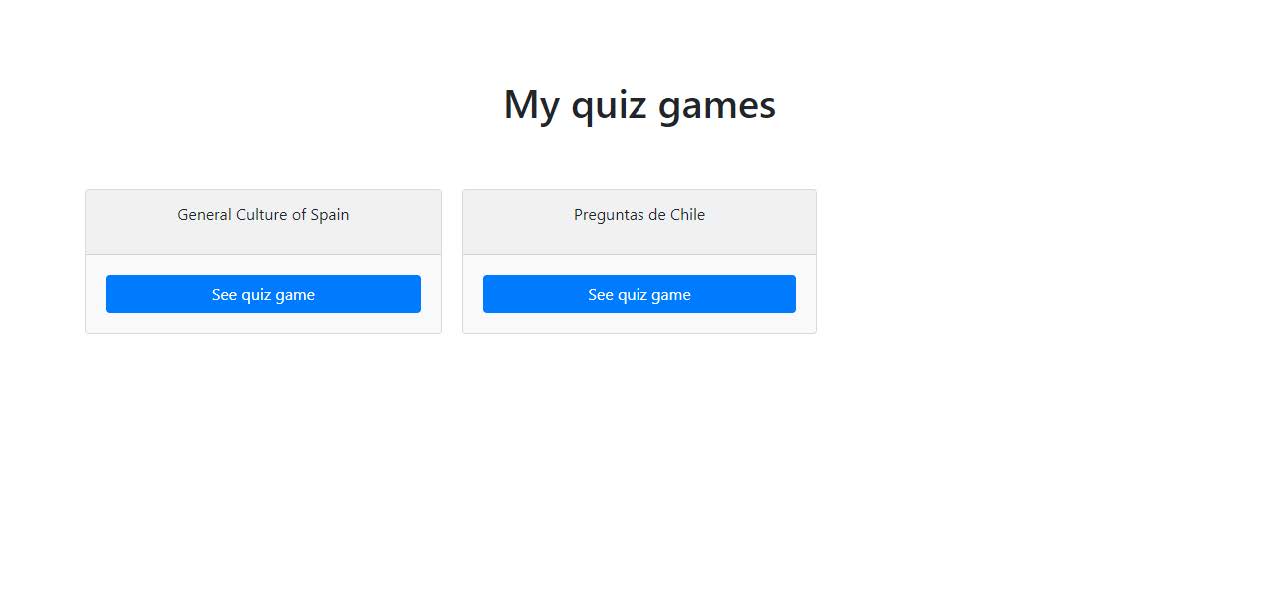 My quiz games
General Culture of Spain
Preguntas de Chile
See quiz game
See quiz game